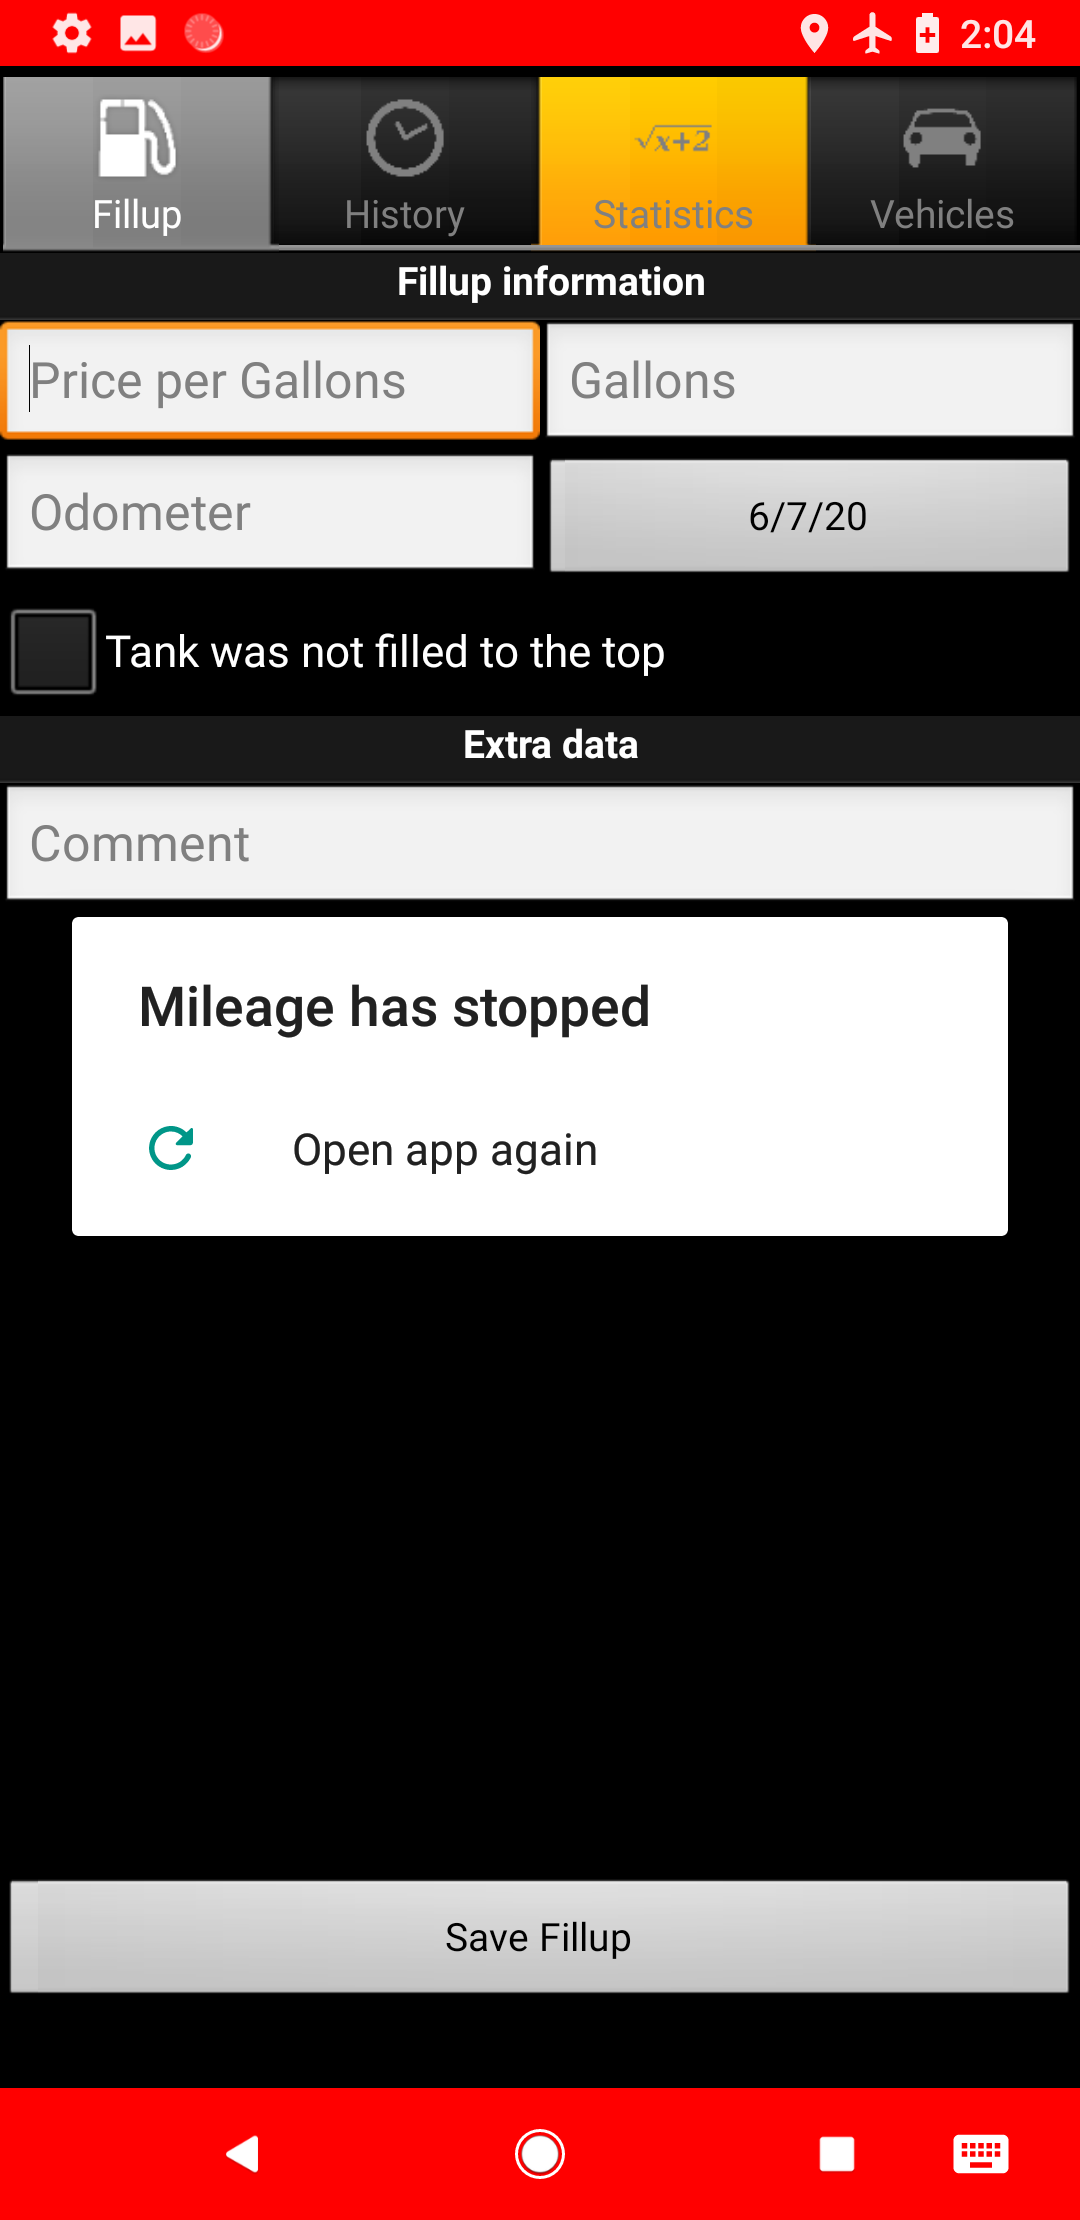 2:04
Fillup
History
√x+2
Statistics
Vehicles
Fillup information
Price per Gallons
Gallons
Odometer
6/7/20
Tank was not filled to the top
Extra data
Comment
Mileage has stopped
Open app again
Save Fillup